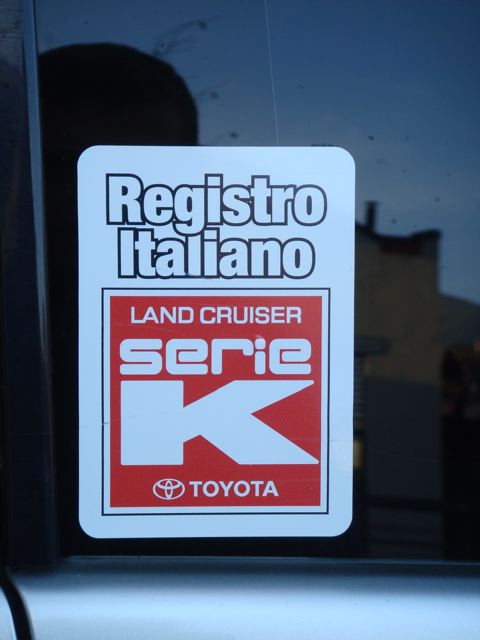 Registro
Italiano
LAND CRUISER
serie
K
TOYOTA